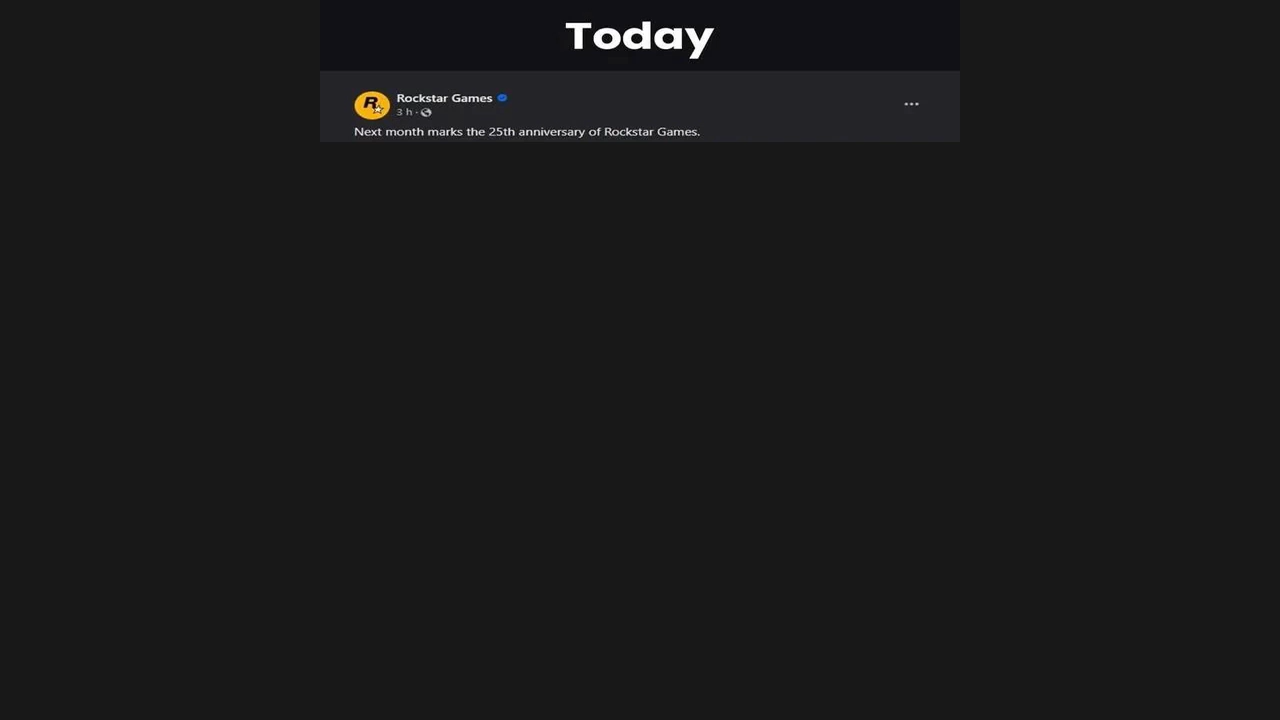 Today
Rockstar Games
3 h ·
Next month marks the 25th anniversary of Rockstar Games.